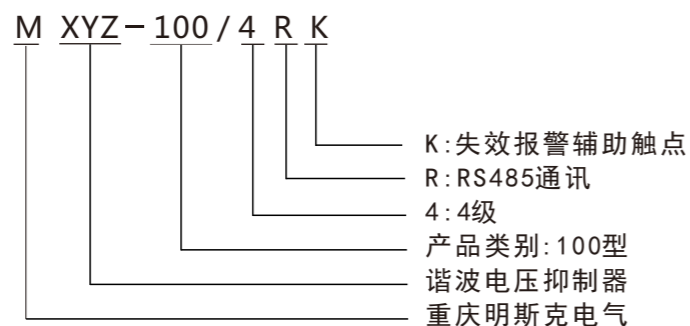 M XYZ-100/4 R K
K:失效报警辅助触点
R:RS485通讯
4:4级
产品类别:100型
谐波电压抑制器
重庆明斯克电气